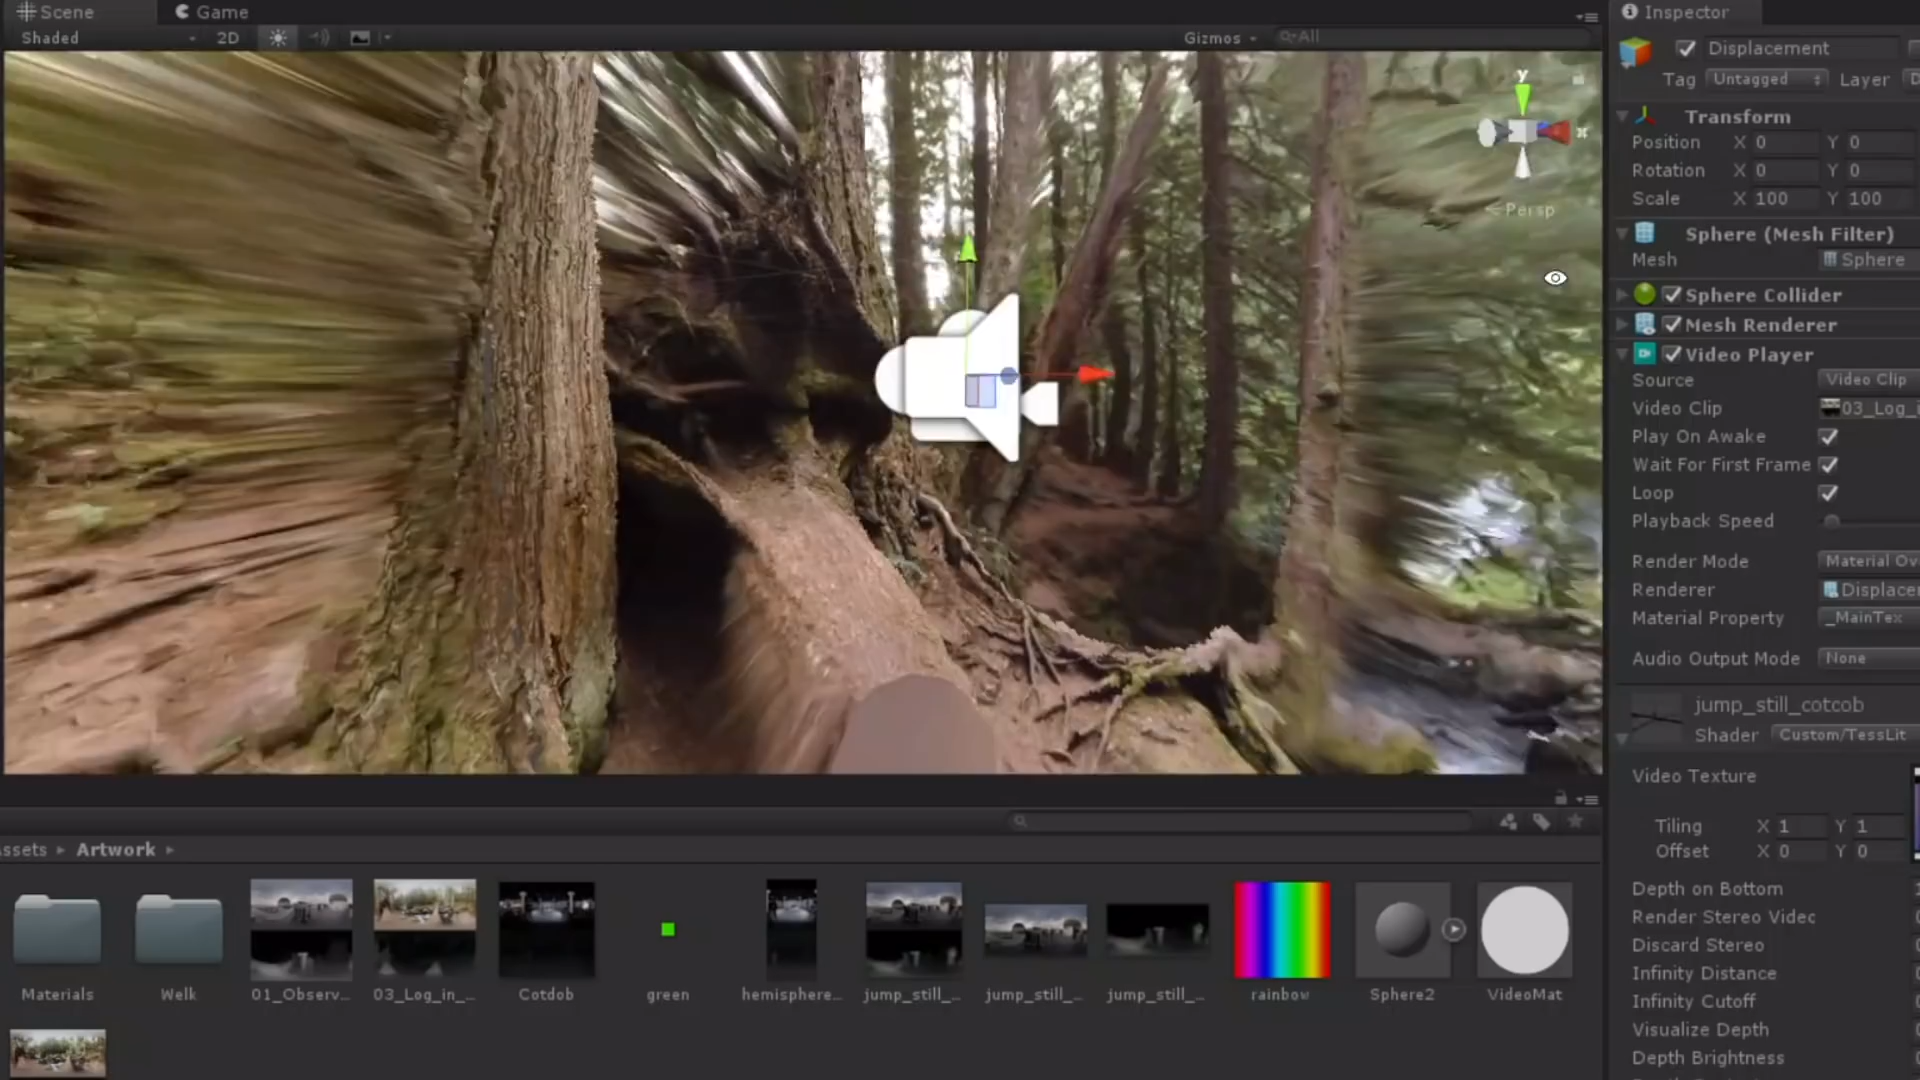 Scene
Game
Shaded
2D
Gizmos
All
y
x
Persp
Inspector
Displacement
Tag Untagged Layer D
Transform
Position X 0 Y 0
Rotation X 0 Y 0
Scale X 100 Y 100
Sphere (Mesh Filter)
Mesh Sphere
Sphere Collider
Mesh Renderer
Video Player
Source Video Clip
Video Clip 03_Log_i
Play On Awake
Wait For First Frame
Loop
Playback Speed
Render Mode Material Ov
Renderer Displacer
Material Property _MainTex
Audio Output Mode None
jump_still_cotcob
Shader Custom/TessLit
Video Texture
Tiling X 1 Y 1
Offset X 0 Y 0
Depth on Bottom
Render Stereo Videc
Discard Stereo
Infinity Distance
Infinity Cutoff
Visualize Depth
Depth Brightness
ssets Artwork
Materials
Welk
01_Observ...
03_Log_in_...
Cotdob
green
hemisphere...
jump_still_...
jump_still_...
jump_still_...
rainbow
Sphere2
VideoMat